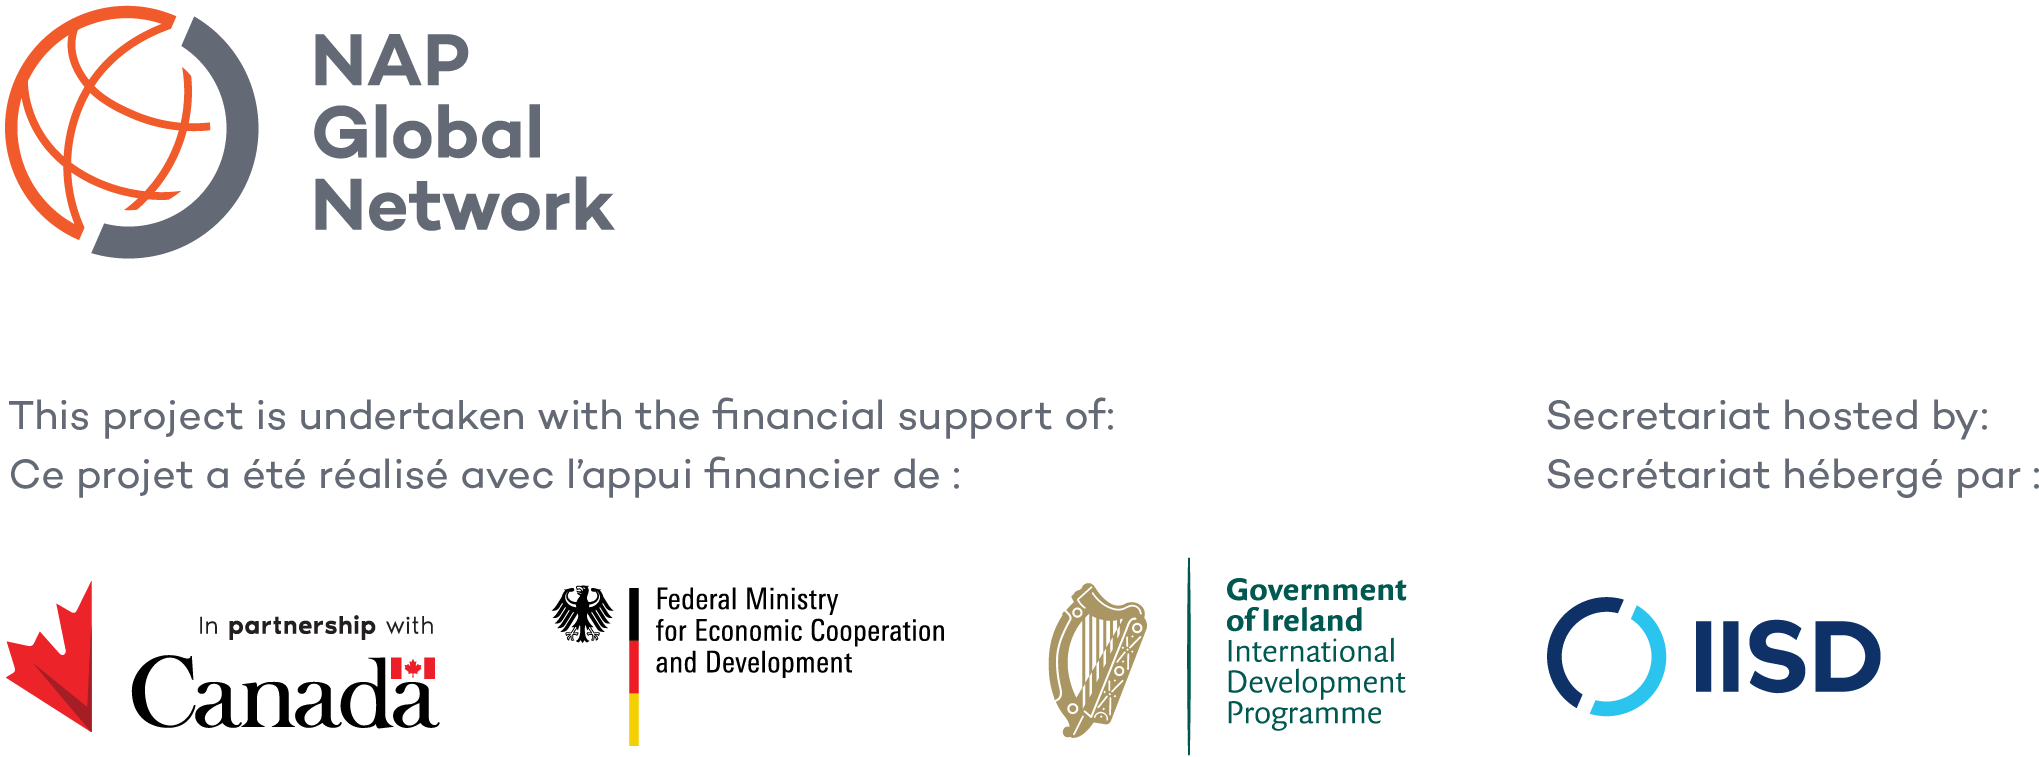 NAP
Global
Network
This project is undertaken with the financial support of:
Ce projet a été réalisé avec l’appui financier de :
In partnership with
Canada
Federal Ministry
for Economic Cooperation
and Development
Government
of Ireland
International
Development
Programme
Secretariat hosted by:
Secrétariat hébergé par :
IISD